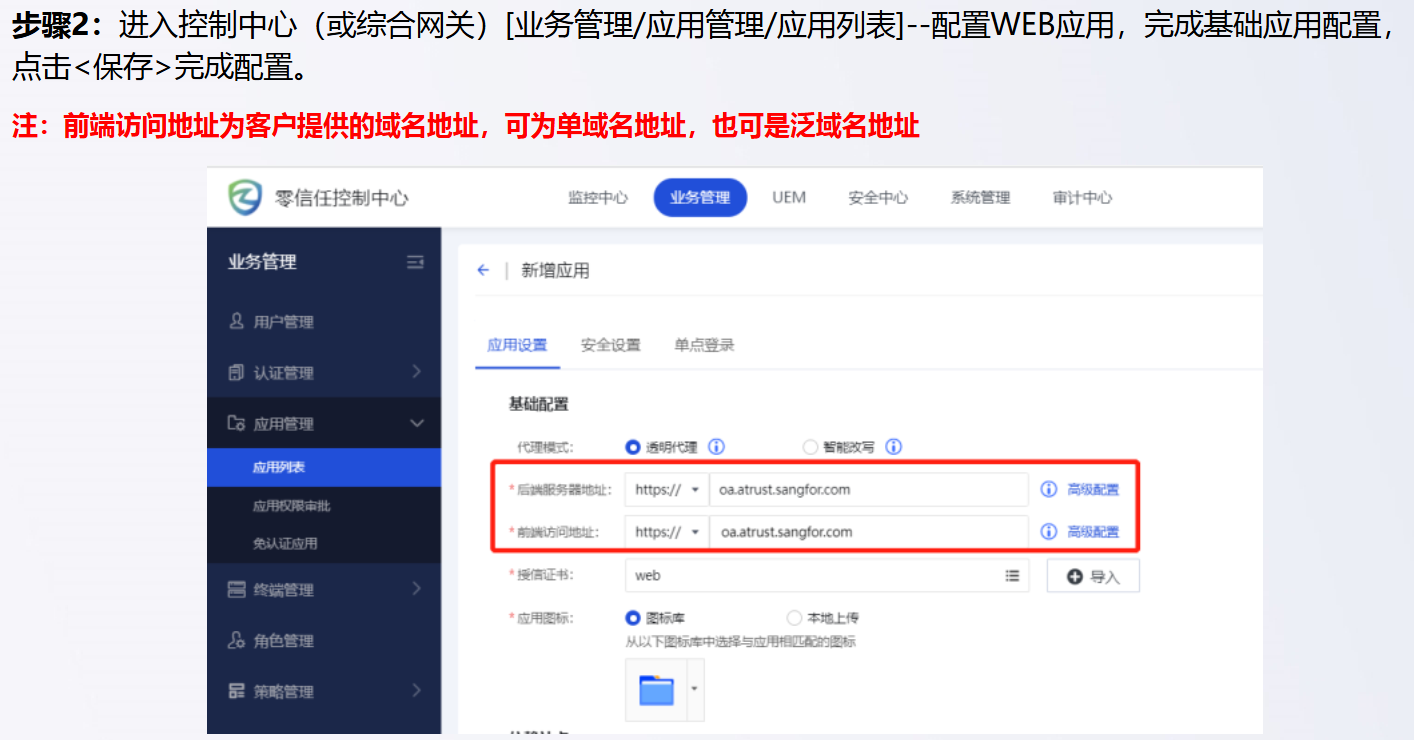 步骤2：进入控制中心（或综合网关）[业务管理/应用管理/应用列表]--配置WEB应用，完成基础应用配置，
点击<保存>完成配置。
注：前端访问地址为客户提供的域名地址，可为单域名地址，也可是泛域名地址
零信任控制中心
监控中心 业务管理 UEM 安全中心 系统管理 审计中心
业务管理
用户管理
认证管理
应用管理
应用列表
应用权限审批
免认证应用
终端管理
角色管理
策略管理
新增应用
应用设置 安全设置 单点登录
基础配置
代理模式： 透明代理 智能改写
*后端服务器地址： https:// oa.atrust.sangfor.com 高级配置
*前端访问地址： https:// oa.atrust.sangfor.com 高级配置
*授信证书： web 导入
*应用图标： 图标库 本地上传
从以下图标库中选择与应用相匹配的图标